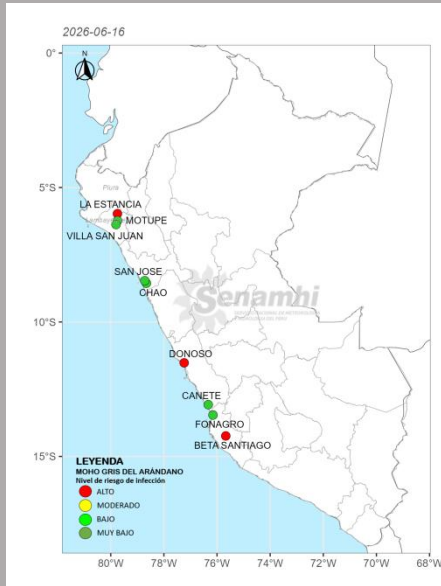 2026-06-16
N
0°
5°S
10°S
15°S
Piura
LA ESTANCIA
MOTUPE
VILLA SAN JUAN
SAN JOSE
CHAO
Senamhi
DONOSO
CANETE
FONAGRO
BETA SANTIAGO
LEYENDA
MOHO GRIS DEL ARÁNDANO
Nivel de riesgo de infección
ALTO
MODERADO
BAJO
MUY BAJO
80°W 78°W 76°W 74°W 72°W 70°W 68°W